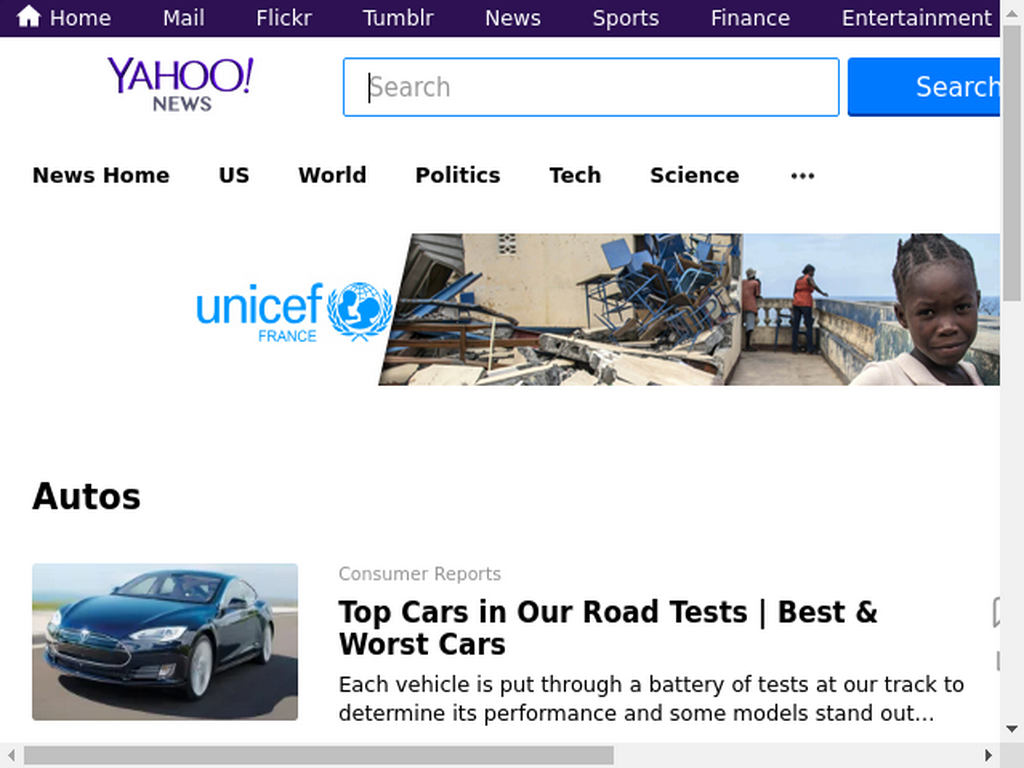 Home Mail Flickr Tumblr News Sports Finance Entertainment
YAHOO!
NEWS
Search
Search
News Home US World Politics Tech Science •••
unicef
FRANCE
Autos
Consumer Reports
Top Cars in Our Road Tests | Best &
Worst Cars
Each vehicle is put through a battery of tests at our track to
determine its performance and some models stand out...